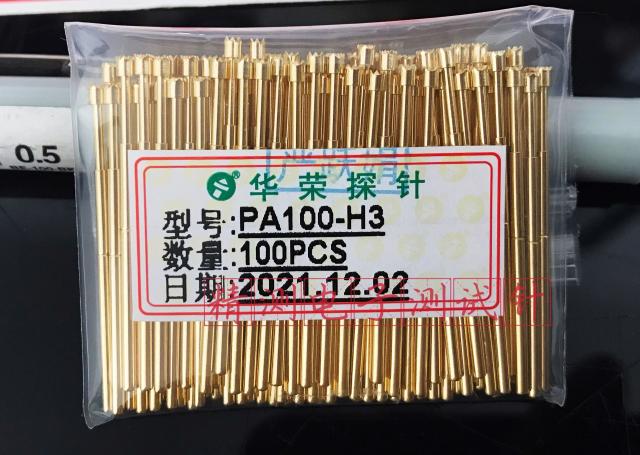 0.5
华荣探针
型号:PA100-H3
数量:100PCS
日期:2021.12.02
精测电子测试针